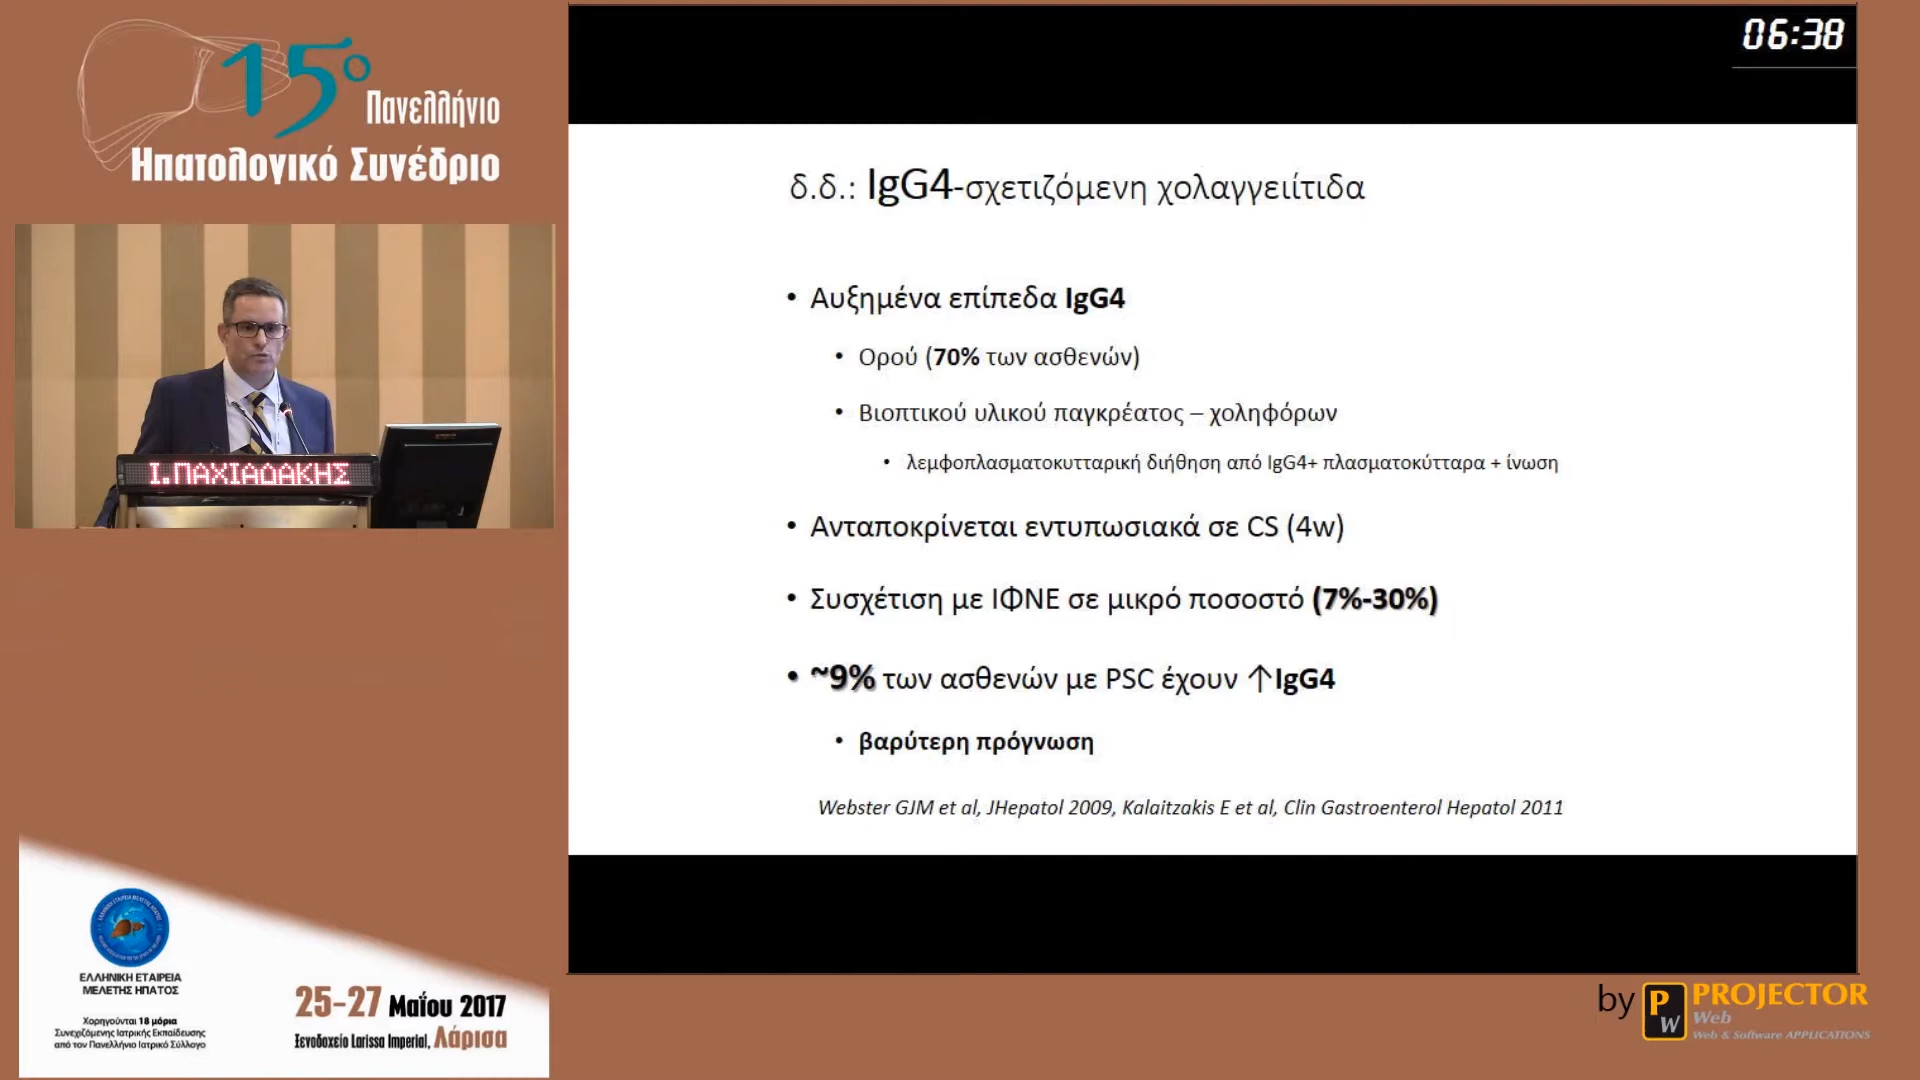 15ο
Πανελλήνιο
Ηπατολογικό Συνέδριο
Ι.ΠΑΧΙΑΔΑΚΗΣ
06:38
δ.δ.: IgG4-σχετιζόμενη χολαγγειίτιδα
• Αυξημένα επίπεδα IgG4
• Ορού (70% των ασθενών)
• Βιοπτικού υλικού παγκρέατος – χοληφόρων
• λεμφοπλασματοκυτταρική διήθηση από IgG4+ πλασματοκύτταρα + ίνωση
• Ανταποκρίνεται εντυπωσιακά σε CS (4w)
• Συσχέτιση με ΙΦΝΕ σε μικρό ποσοστό (7%-30%)
• ~9% των ασθενών με PSC έχουν ↑IgG4
• βαρύτερη πρόγνωση
Webster GJM et al, JHepatol 2009, Kalaitzakis E et al, Clin Gastroenterol Hepatol 2011
ΕΛΛΗΝΙΚΗ ΕΤΑΙΡΕΙΑ
ΜΕΛΕΤΗΣ ΗΠΑΤΟΣ
Χορηγούνται 18 μόρια
Συνεχιζόμενης Ιατρικής Εκπαίδευσης
από τον Πανελλήνιο Ιατρικό Σύλλογο
25-27 Μαΐου 2017
Ξενοδοχείο Larissa Imperial, Λάρισα
by PW PROJECTOR
Web
Web & Software APPLICATIONS